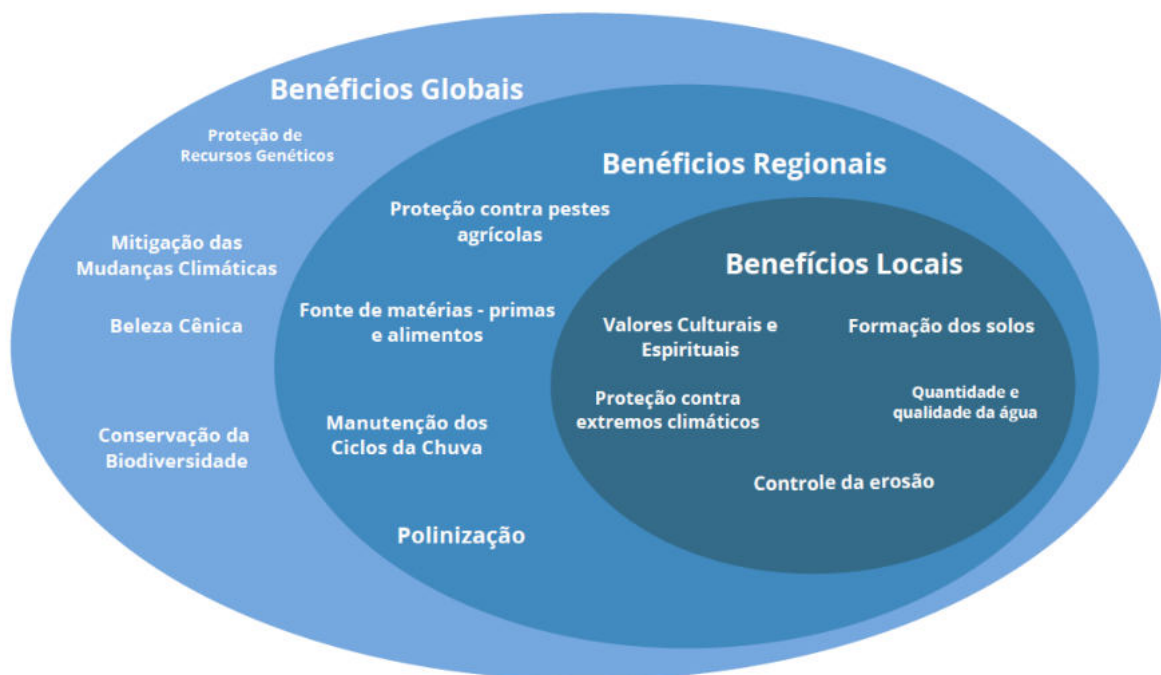 Benéficios Globais
Proteção de
Recursos Genéticos
Mitigação das
Mudanças Climáticas
Beleza Cênica
Conservação da
Biodiversidade
Benéficios Regionais
Proteção contra pestes
agrícolas
Fonte de matérias - primas
e alimentos
Manutenção dos
Ciclos da Chuva
Polinização
Benefícios Locais
Valores Culturais e
Espirituais
Formação dos solos
Proteção contra
extremos climáticos
Quantidade e
qualidade da água
Controle da erosão